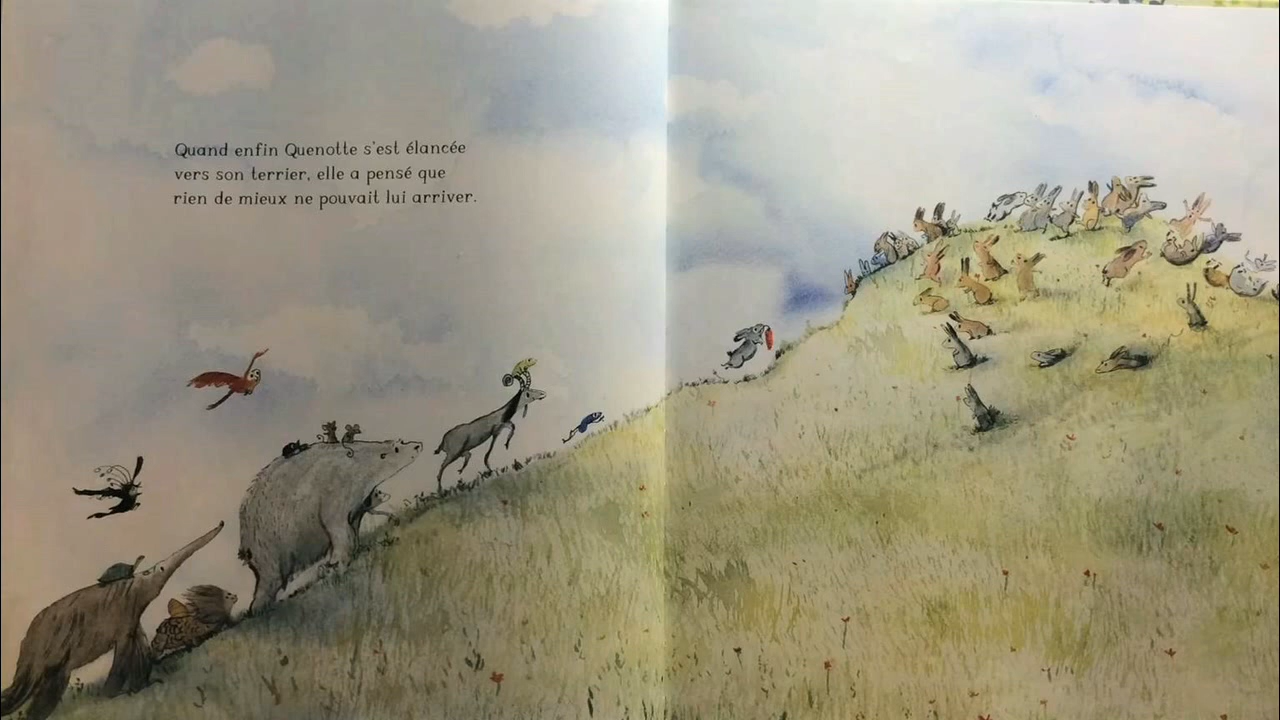 Quand enfin Quenotte s'est élancée
vers son terrier, elle a pensé que
rien de mieux ne pouvait lui arriver.